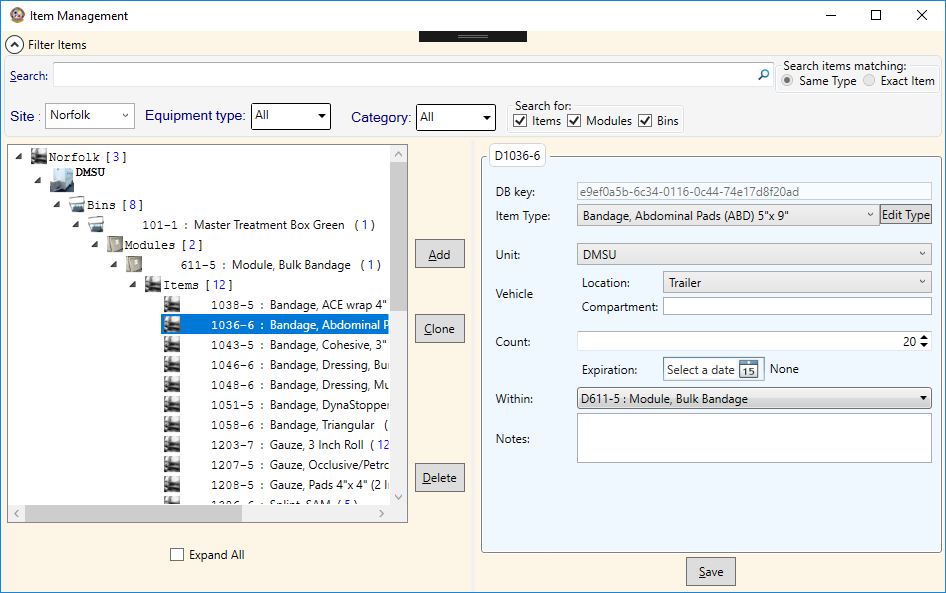 Item Management
Filter Items
Search:
Search items matching:
Same Type Exact Item
Site : Norfolk Equipment type: All Category: All
Search for:
Items Modules Bins
Norfolk [3]
DMSU
Bins [8]
101-1 : Master Treatment Box Green (1)
Modules [2]
611-5 : Module, Bulk Bandage (1)
Items [12]
1038-5 : Bandage, ACE wrap 4"
1036-6 : Bandage, Abdominal P
1043-5 : Bandage, Cohesive, 3"
1046-6 : Bandage, Dressing, Bu
1048-6 : Bandage, Dressing, Mu
1051-5 : Bandage, DynaStopper
1058-6 : Bandage, Triangular (
1203-7 : Gauze, 3 Inch Roll (12
1207-5 : Gauze, Occlusive/Petro
1208-5 : Gauze, Pads 4"x 4" (2 I
1206-6 : Splint, SAM (5)
Expand All
Add
Clone
Delete
D1036-6
DB key: e9ef0a5b-6c34-0116-0c44-74e17d8f20ad
Item Type: Bandage, Abdominal Pads (ABD) 5"x 9" Edit Type
Unit: DMSU
Vehicle
Location: Trailer
Compartment:
Count: 20
Expiration: Select a date 15 None
Within: D611-5 : Module, Bulk Bandage
Notes:
Save